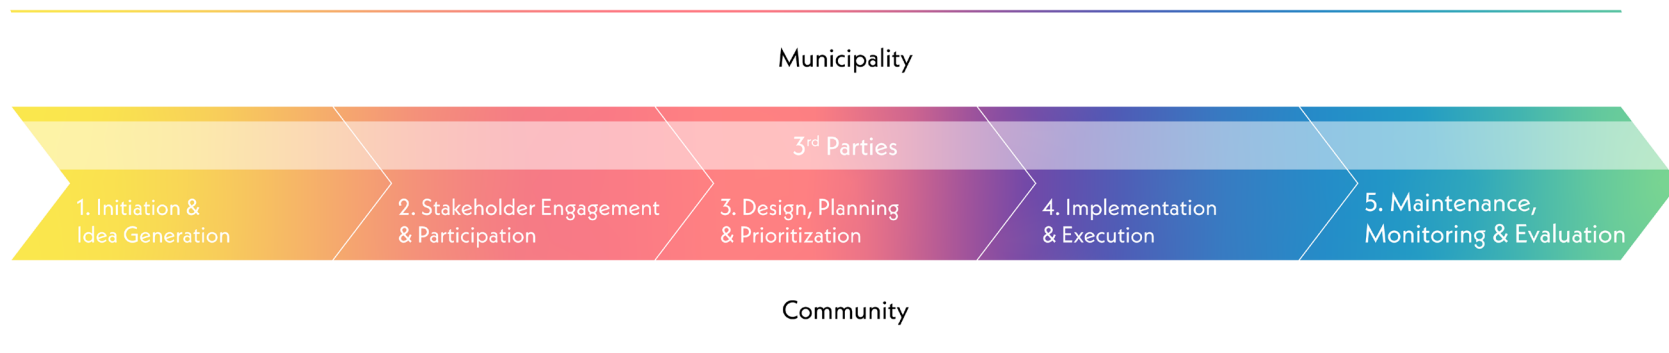 Municipality
3rd Parties
1. Initiation &
Idea Generation
2. Stakeholder Engagement
& Participation
3. Design, Planning
& Prioritization
4. Implementation
& Execution
5. Maintenance,
Monitoring & Evaluation
Community